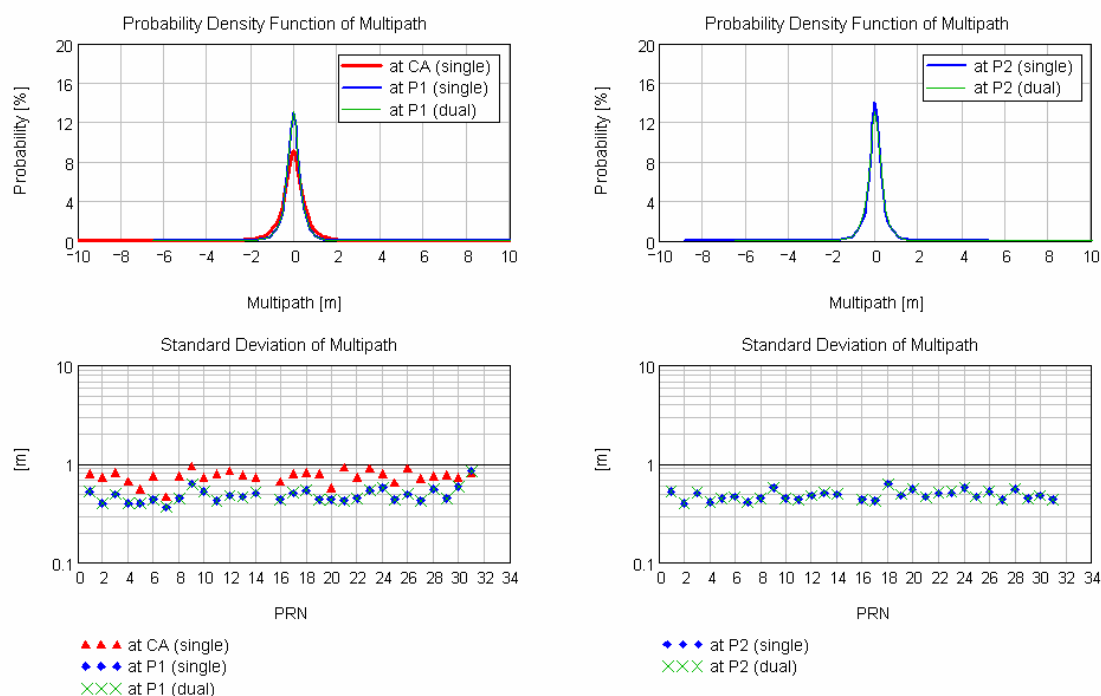 Probability Density Function of Multipath
Probability [%]
20
16
12
8
4
0
at CA (single)
at P1 (single)
at P1 (dual)
−10 −8 −6 −4 −2 0 2 4 6 8 10
Multipath [m]
Probability Density Function of Multipath
Probability [%]
20
16
12
8
4
0
at P2 (single)
at P2 (dual)
−10 −8 −6 −4 −2 0 2 4 6 8 10
Multipath [m]
Standard Deviation of Multipath
[m]
10
1
0.1
0 2 4 6 8 10 12 14 16 18 20 22 24 26 28 30 32 34
PRN
at CA (single)
at P1 (single)
at P1 (dual)
Standard Deviation of Multipath
[m]
10
1
0.1
0 2 4 6 8 10 12 14 16 18 20 22 24 26 28 30 32 34
PRN
at P2 (single)
at P2 (dual)